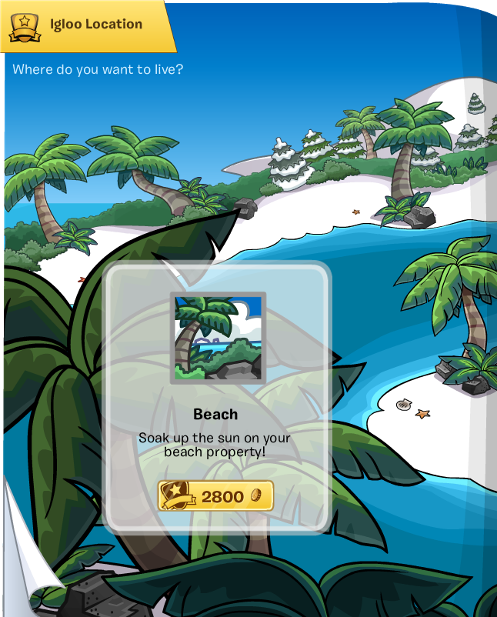 Igloo Location
Where do you want to live?
Beach
Soak up the sun on your
beach property!
2800